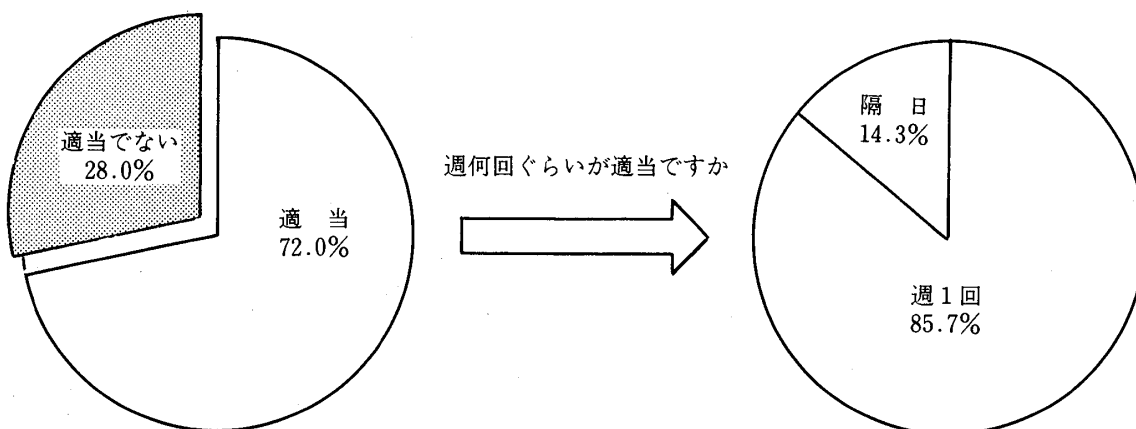 適当でない
28.0%
適 当
72.0%
週何回ぐらいが適当ですか
隔 日
14.3%
週1回
85.7%